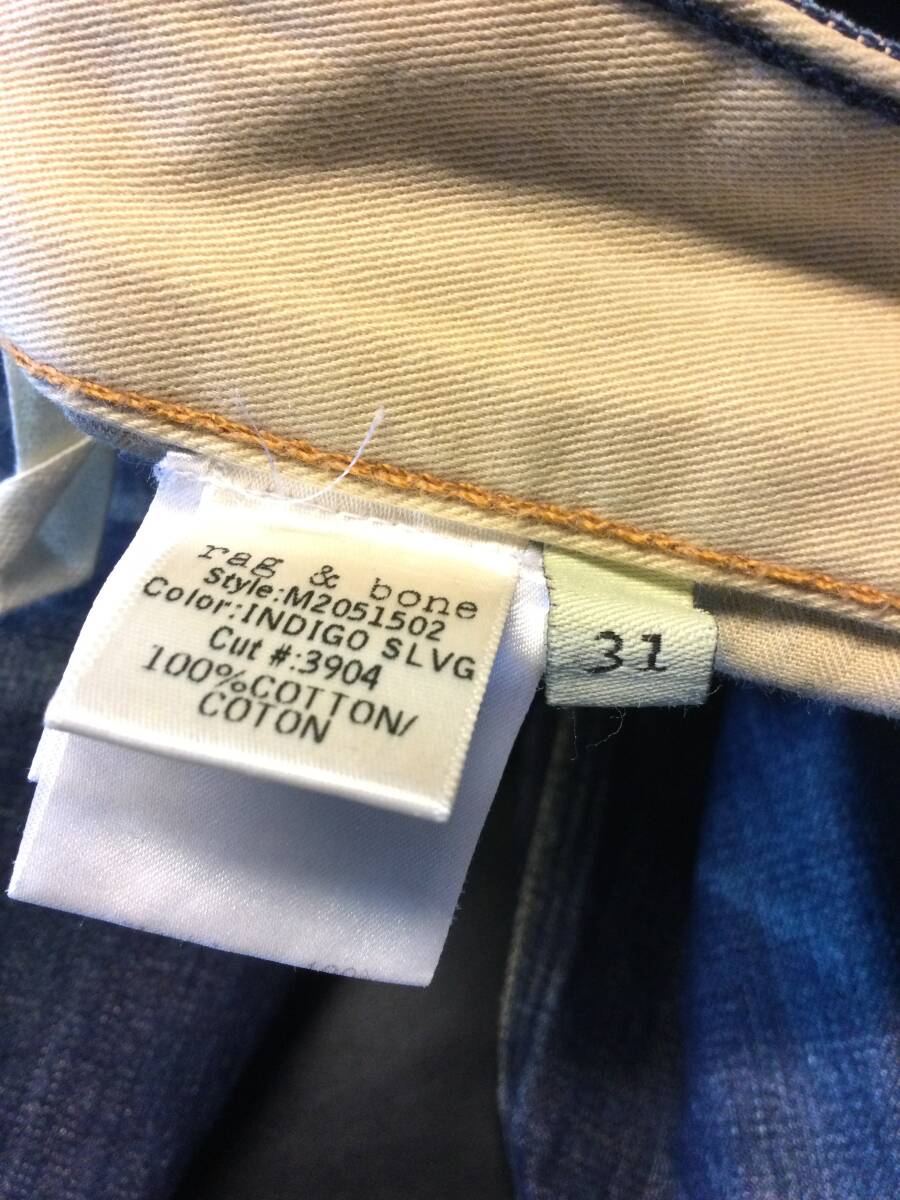 rag & bone
Style:M2051502
Color:INDIGO SLVG
Cut #:3904
100%COTTON/
COTON
31